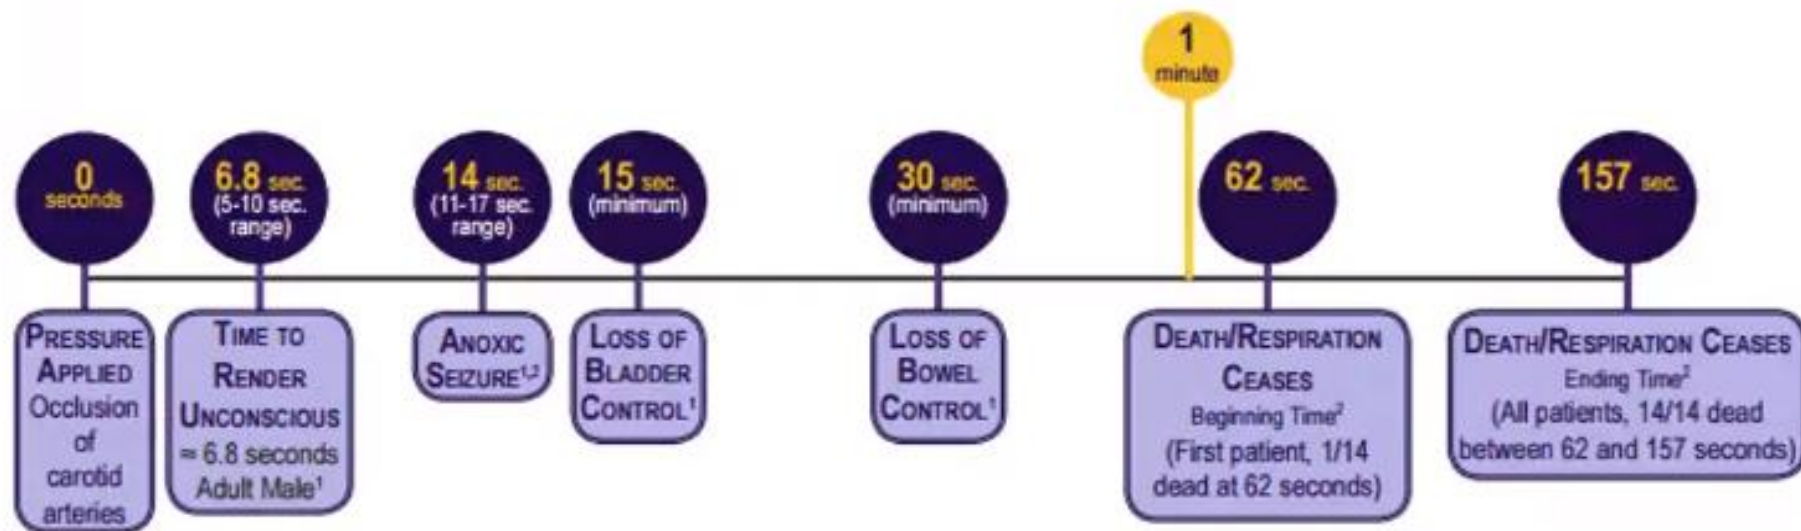 1
minute
0
seconds
6.8 sec.
(5-10 sec.
range)
14 sec.
(11-17 sec.
range)
15 sec.
(minimum)
30 sec.
(minimum)
62 sec.
157 sec.
PRESSURE
APPLIED
Occlusion
of
carotid
arteries
TIME TO
RENDER
UNCONSCIOUS
= 6.8 seconds
Adult Male¹
ANOXIC
SEIZURE¹,²
LOSS OF
BLADDER
CONTROL¹
LOSS OF
BOWEL
CONTROL¹
DEATH/RESPIRATION
CEASES
Beginning Time²
(First patient, 1/14
dead at 62 seconds)
DEATH/RESPIRATION CEASES
Ending Time²
(All patients, 14/14 dead
between 62 and 157 seconds)